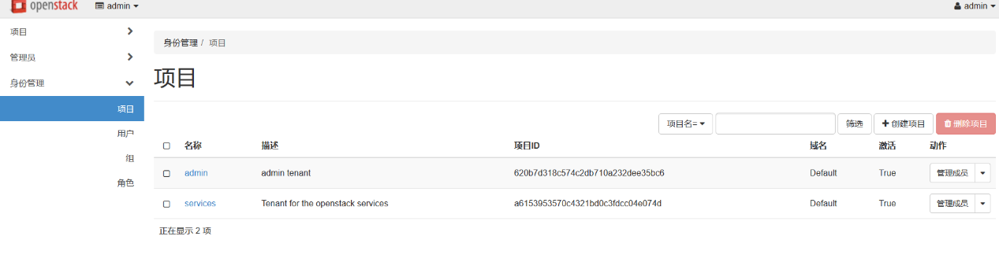 openstack admin admin
项目
管理员
身份管理
项目
用户
组
角色
身份管理 / 项目
项目
项目名= 筛选 创建项目 删除项目
名称 描述 项目ID 域名 激活 动作
admin admin tenant 620b7d318c574c2db710a232dee35bc6 Default True 管理成员
services Tenant for the openstack services a6153953570c4321bd0c3fdcc04e074d Default True 管理成员
正在显示 2 项